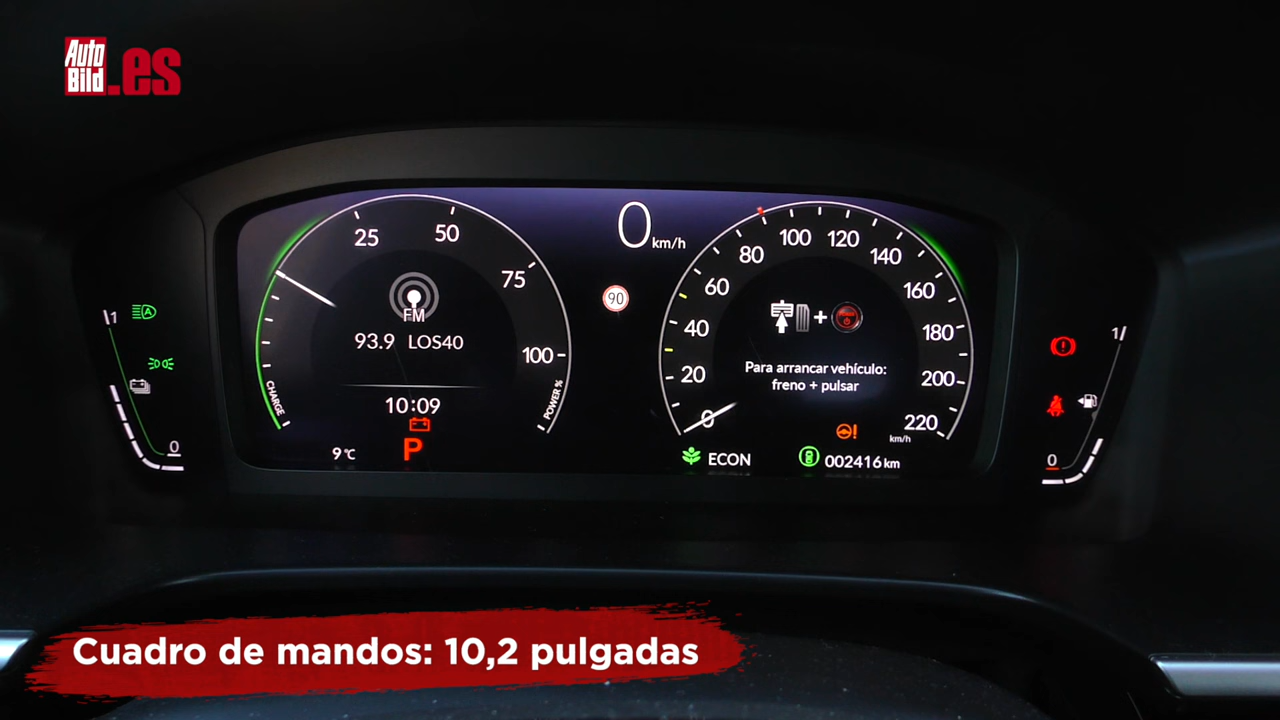 Auto
Bild
.es
0 km/h
25
50
75
100
CHARGE
POWER %
FM
93.9 LOS40
10:09
9°C
P
90
0
20
40
60
80
100
120
140
160
180
200
220
km/h
Para arrancar vehículo:
freno + pulsar
ECON
002416 km
1
A
0
1/
0
Cuadro de mandos: 10,2 pulgadas